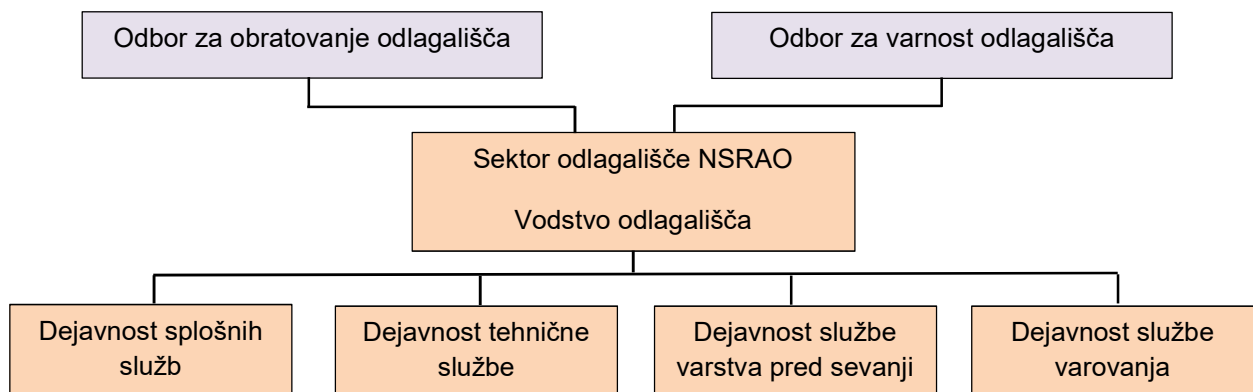 Odbor za obratovanje odlagališča
Odbor za varnost odlagališča
Sektor odlagališče NSRAO
Vodstvo odlagališča
Dejavnost splošnih
služb
Dejavnost tehnične
službe
Dejavnost službe
varstva pred sevanji
Dejavnost službe
varovanja